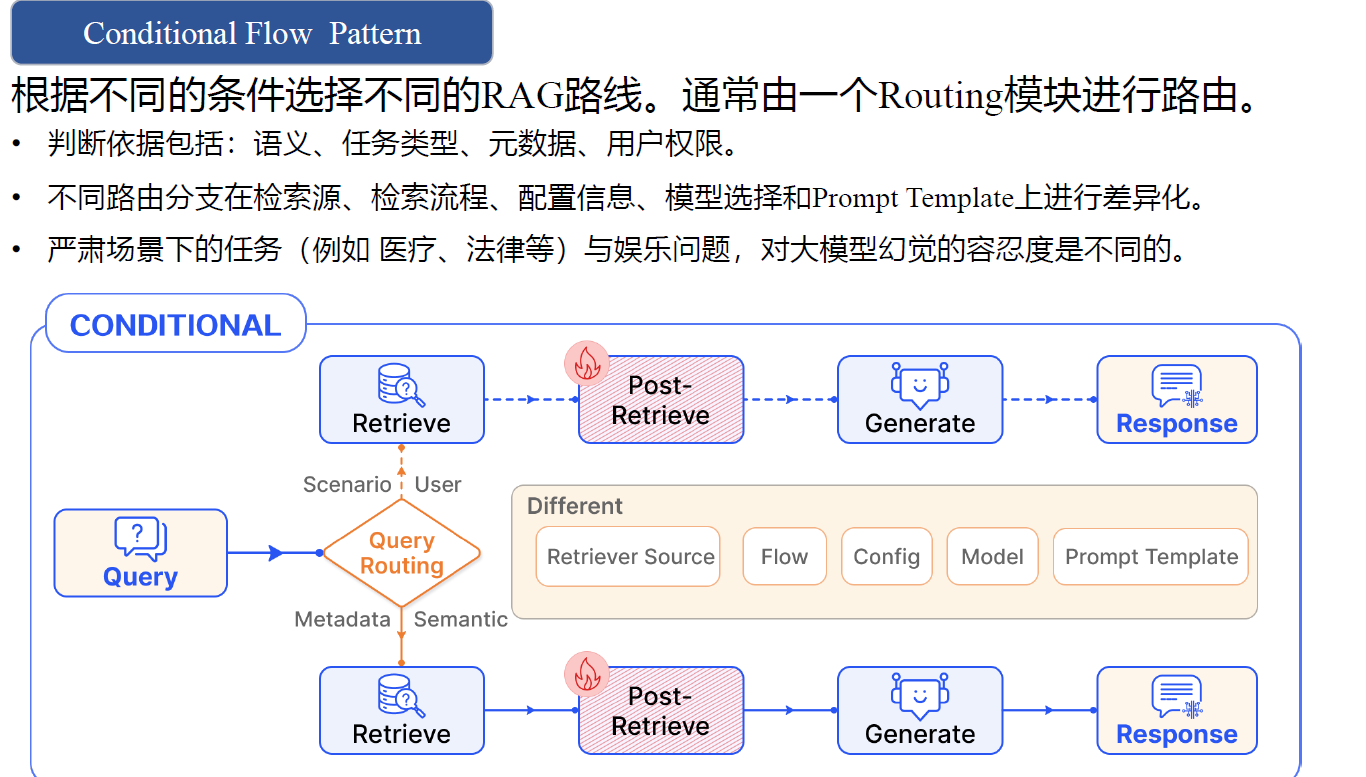 Conditional Flow Pattern
根据不同的条件选择不同的RAG路线。通常由一个Routing模块进行路由。
• 判断依据包括：语义、任务类型、元数据、用户权限。
• 不同路由分支在检索源、检索流程、配置信息、模型选择和Prompt Template上进行差异化。
• 严肃场景下的任务（例如 医疗、法律等）与娱乐问题，对大模型幻觉的容忍度是不同的。
CONDITIONAL
Retrieve
Post-
Retrieve
Generate
Response
Scenario User
Query
Query
Routing
Metadata Semantic
Different
Retriever Source Flow Config Model Prompt Template
Retrieve
Post-
Retrieve
Generate
Response